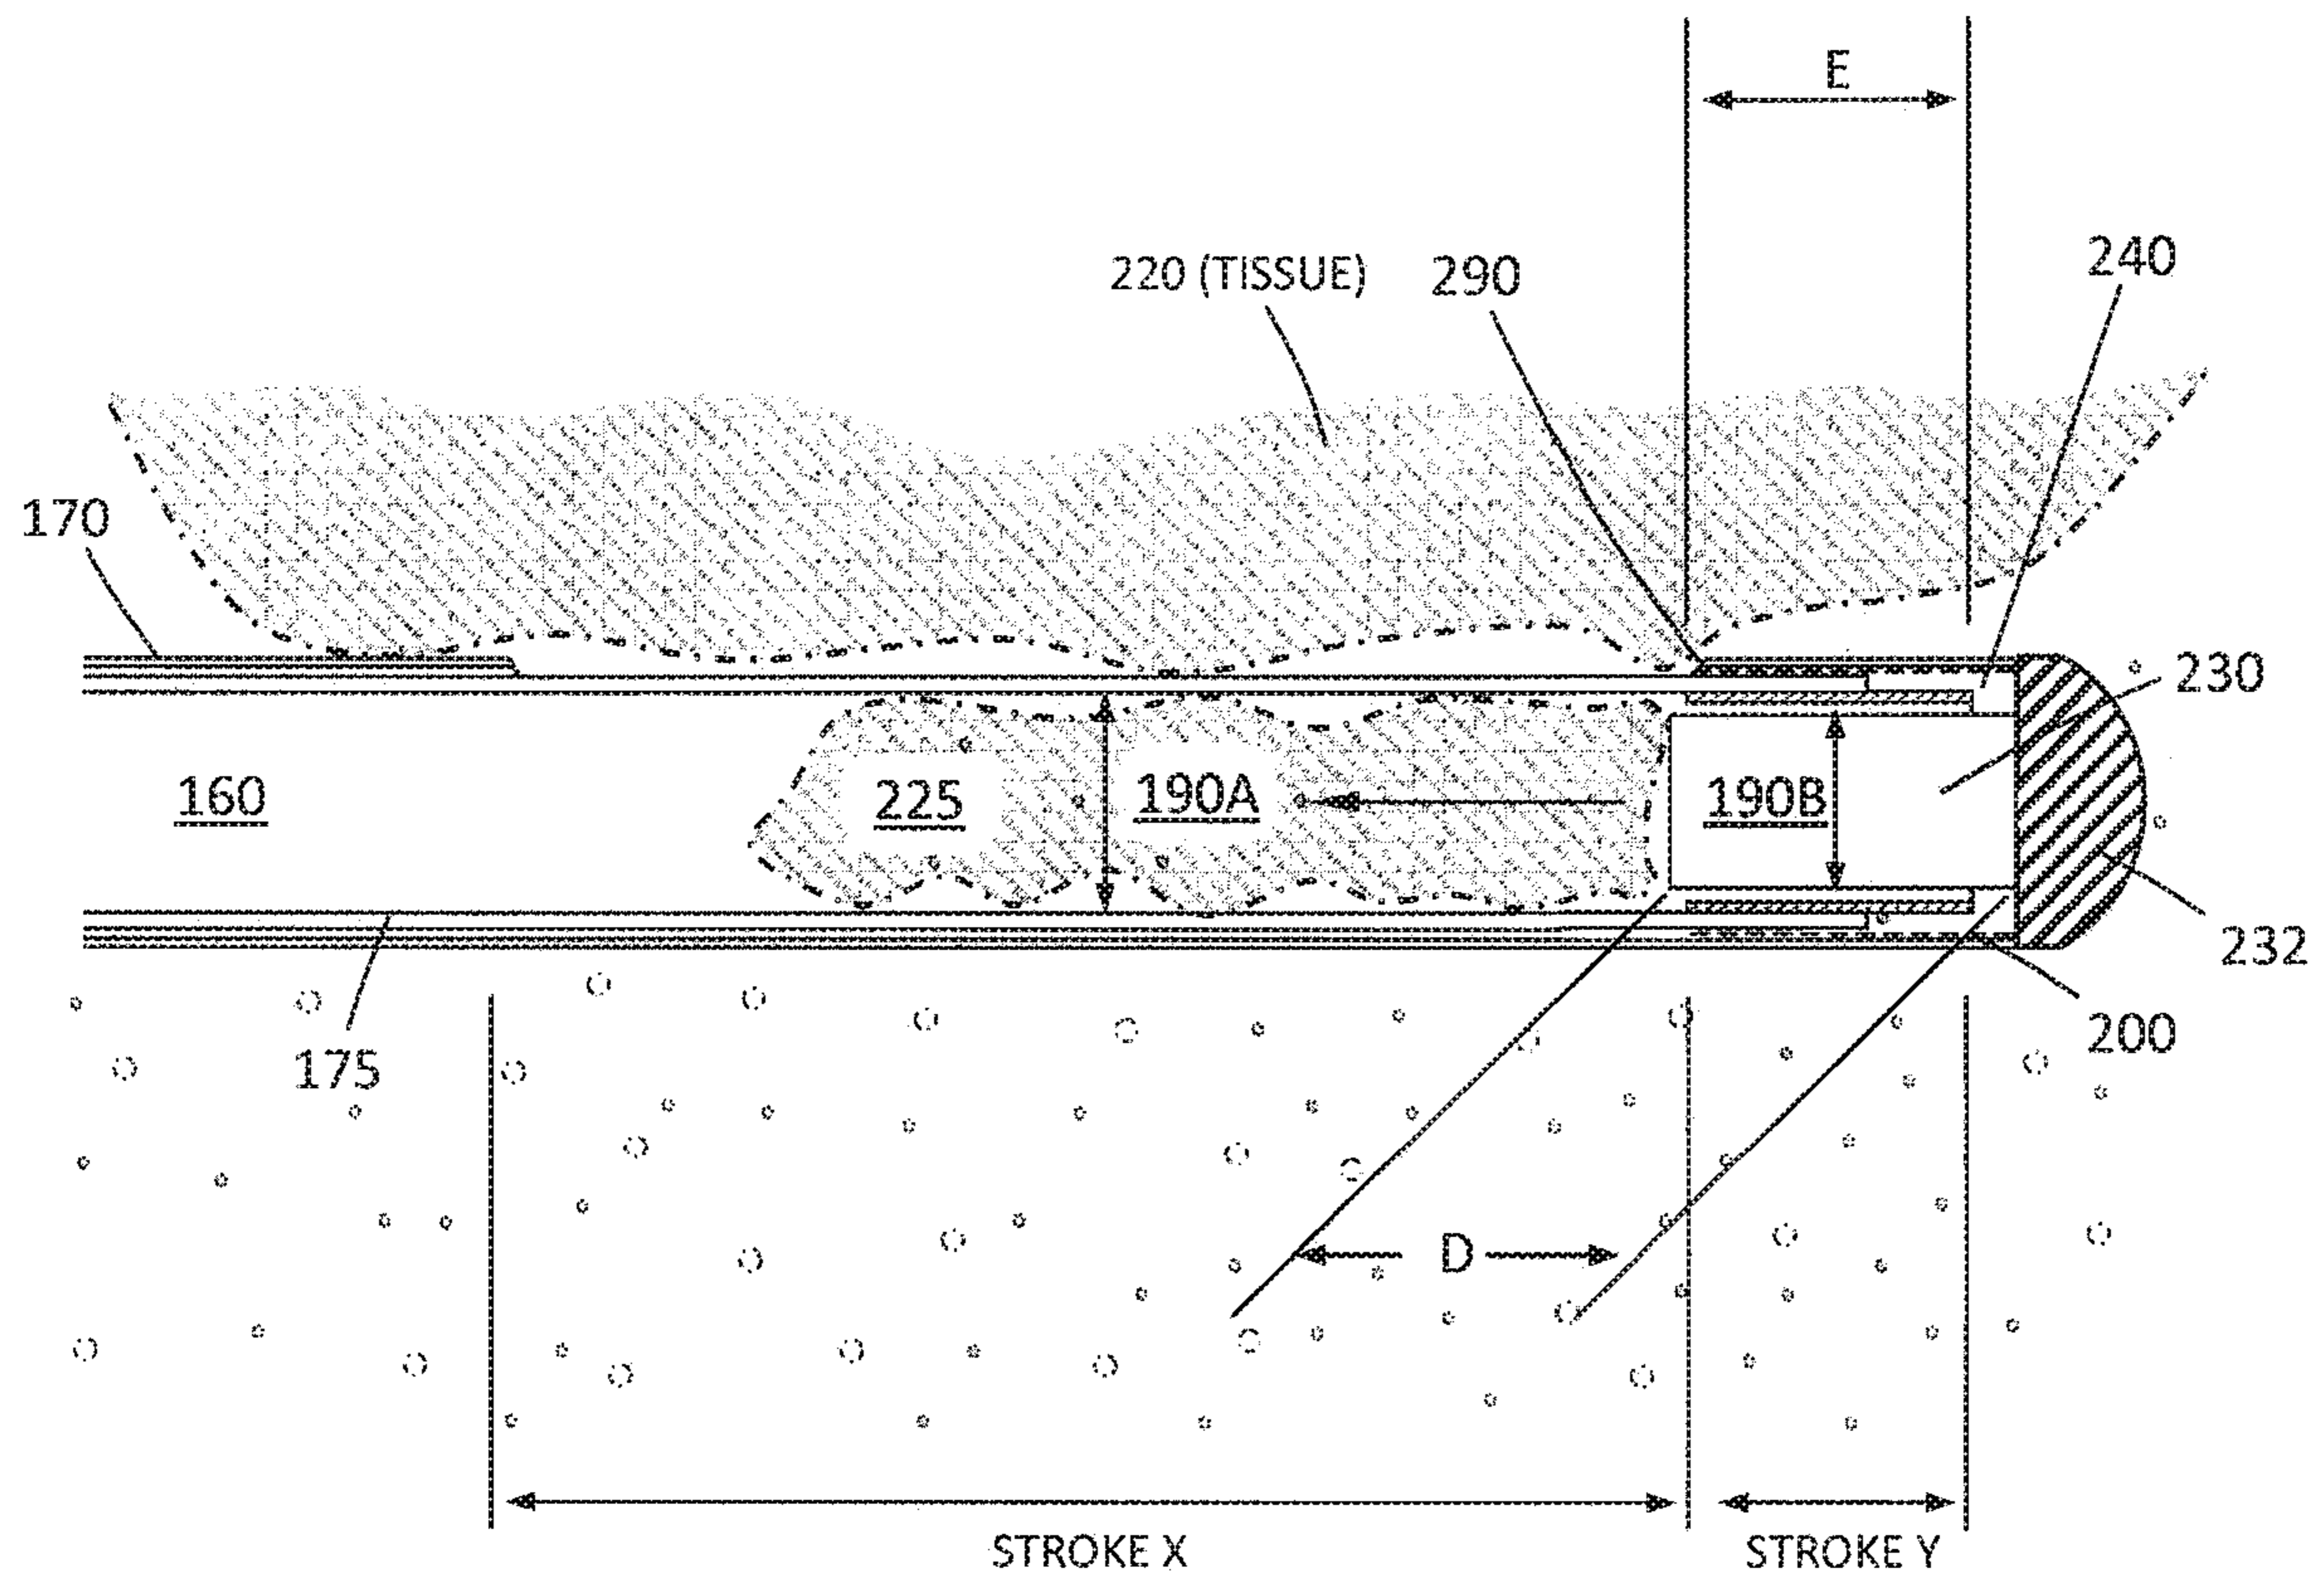 E
220 (TISSUE)
290
240
170
230
160
225
190A
190B
232
175
200
D
STROKE X
STROKE Y